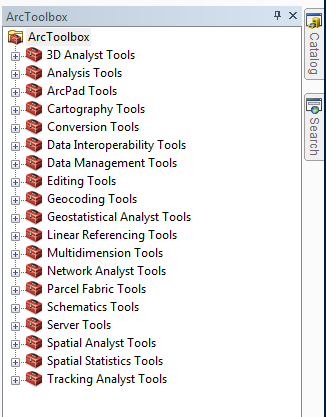 ArcToolbox
ArcToolbox
3D Analyst Tools
Analysis Tools
ArcPad Tools
Cartography Tools
Conversion Tools
Data Interoperability Tools
Data Management Tools
Editing Tools
Geocoding Tools
Geostatistical Analyst Tools
Linear Referencing Tools
Multidimension Tools
Network Analyst Tools
Parcel Fabric Tools
Schematics Tools
Server Tools
Spatial Analyst Tools
Spatial Statistics Tools
Tracking Analyst Tools
Catalog
Search